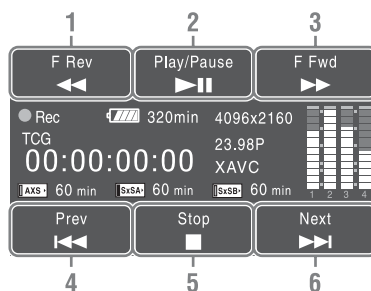 1 2 3
F Rev Play/Pause F Fwd
Rec 320min 4096x2160
TCG 23.98P
00:00:00:00 XAVC
AXS 60 min SxSA 60 min SxSB 60 min
1 2 3 4
Prev Stop Next
4 5 6